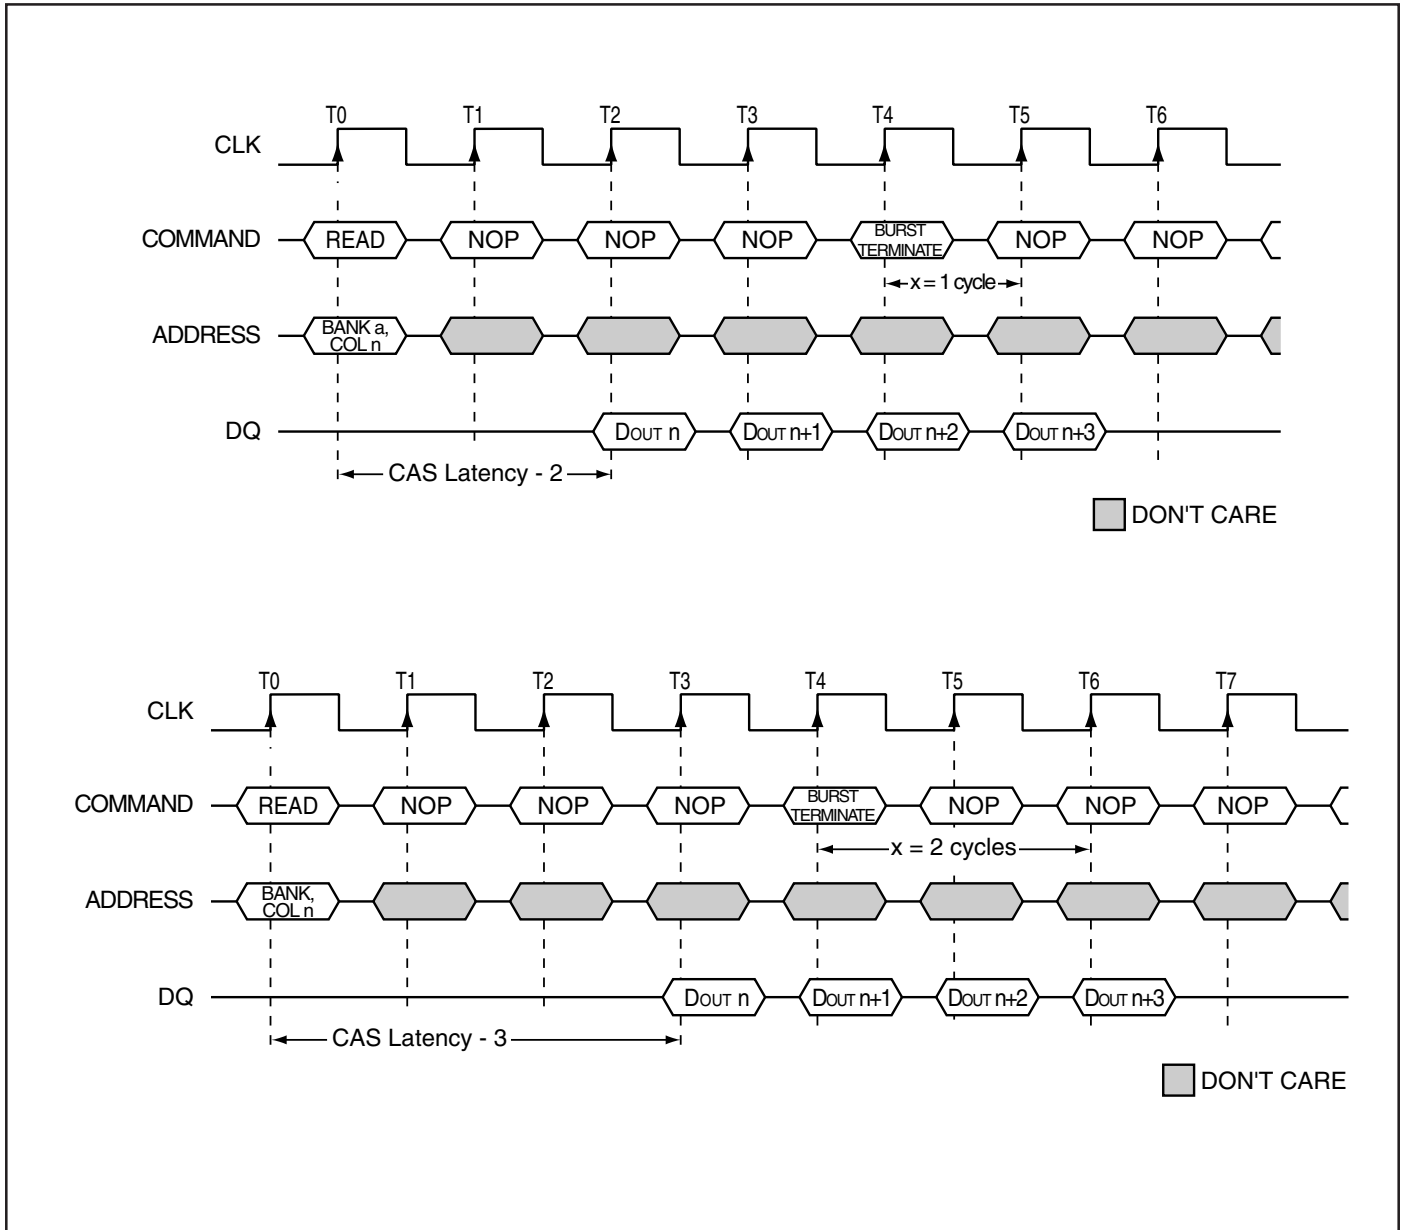 T0 T1 T2 T3 T4 T5 T6
CLK
COMMAND READ NOP NOP NOP BURST TERMINATE NOP NOP
x = 1 cycle
ADDRESS BANK a, COL n
DQ DOUT n DOUT n+1 DOUT n+2 DOUT n+3
CAS Latency - 2
DON'T CARE
T0 T1 T2 T3 T4 T5 T6 T7
CLK
COMMAND READ NOP NOP NOP BURST TERMINATE NOP NOP NOP
x = 2 cycles
ADDRESS BANK, COL n
DQ DOUT n DOUT n+1 DOUT n+2 DOUT n+3
CAS Latency - 3
DON'T CARE